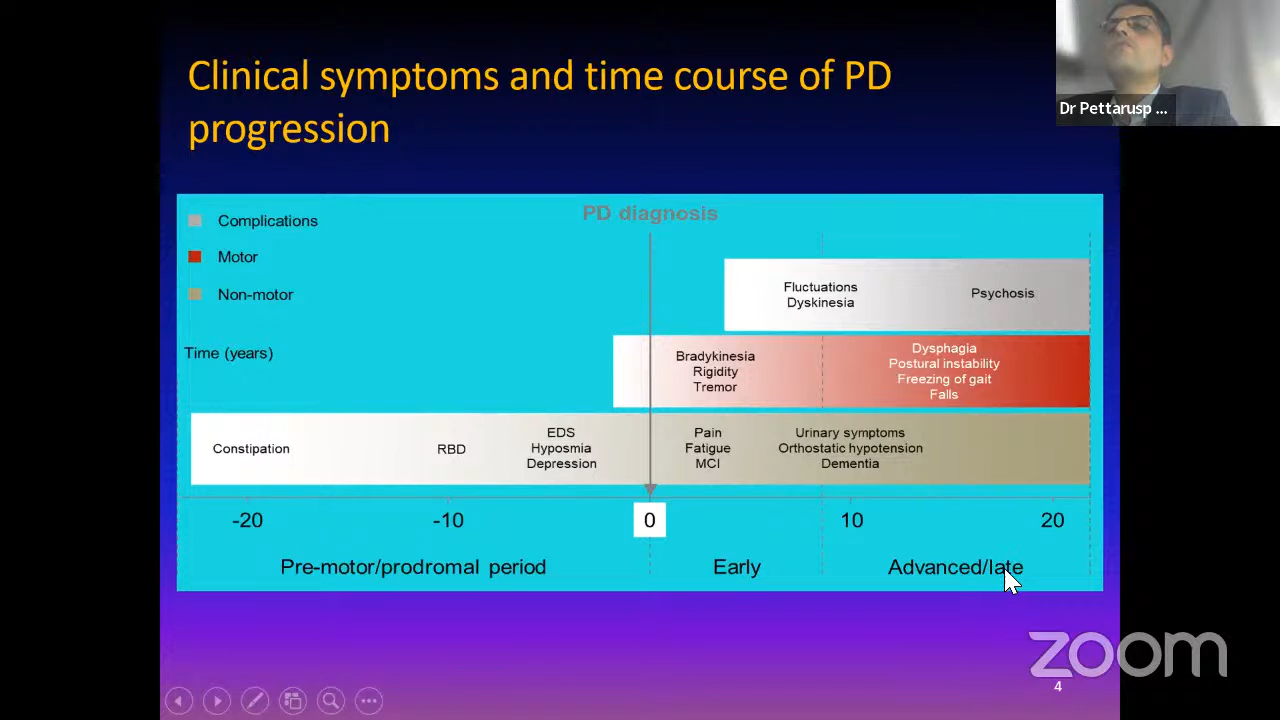 Clinical symptoms and time course of PD
progression
Dr Pettarusp ...
PD diagnosis
Complications
Motor
Non-motor
Time (years)
Fluctuations
Dyskinesia
Psychosis
Bradykinesia
Rigidity
Tremor
Dysphagia
Postural instability
Freezing of gait
Falls
Constipation
RBD
EDS
Hyposmia
Depression
Pain
Fatigue
MCI
Urinary symptoms
Orthostatic hypotension
Dementia
-20 -10 0 10 20
Pre-motor/prodromal period Early Advanced/late
zoom
4